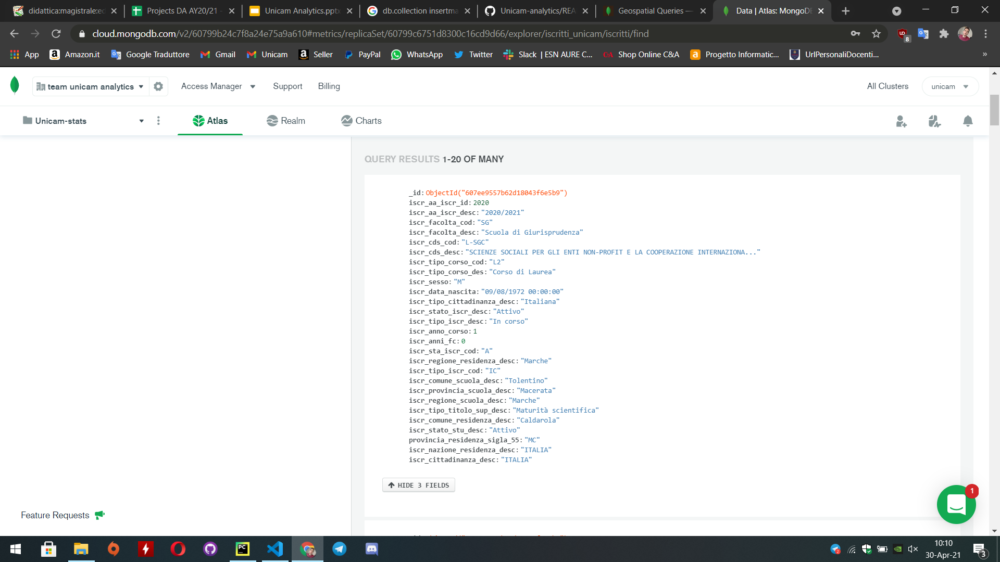 didattica:magistrale:ed
Projects DA AY20/21 -
Unicam Analytics.pptx
db.collection insertma
Unicam-analytics/REA
Geospatial Queries —
Data | Atlas: MongoDB
cloud.mongodb.com/v2/60799b24c7f8a24e75a9a610#metrics/replicaSet/60799c6751d8300c16cd9d66/explorer/iscritti_unicam/iscritti/find
8
App
Amazon.it
Google Traduttore
Gmail
Unicam
Seller
PayPal
WhatsApp
Twitter
Slack | ESN AURE C...
Shop Online C&A
Progetto Informatic...
UrlPersonaliDocenti...
»
team unicam analytics
Access Manager
Support
Billing
All Clusters
unicam
Unicam-stats
Atlas
Realm
Charts
QUERY RESULTS 1-20 OF MANY
_id: ObjectId("607ee9557b62d18043f6e5b9")
iscr_aa_iscr_id: 2020
iscr_aa_iscr_desc: "2020/2021"
iscr_facolta_cod: "SG"
iscr_facolta_desc: "Scuola di Giurisprudenza"
iscr_cds_cod: "L-SGC"
iscr_cds_desc: "SCIENZE SOCIALI PER GLI ENTI NON-PROFIT E LA COOPERAZIONE INTERNAZIONA..."
iscr_tipo_corso_cod: "L2"
iscr_tipo_corso_des: "Corso di Laurea"
iscr_sesso: "M"
iscr_data_nascita: "09/08/1972 00:00:00"
iscr_tipo_cittadinanza_desc: "Italiana"
iscr_stato_iscr_desc: "Attivo"
iscr_tipo_iscr_desc: "In corso"
iscr_anno_corso: 1
iscr_anni_fc: 0
iscr_sta_iscr_cod: "A"
iscr_regione_residenza_desc: "Marche"
iscr_tipo_iscr_cod: "IC"
iscr_comune_scuola_desc: "Tolentino"
iscr_provincia_scuola_desc: "Macerata"
iscr_regione_scuola_desc: "Marche"
iscr_tipo_titolo_sup_desc: "Maturità scientifica"
iscr_comune_residenza_desc: "Caldarola"
iscr_stato_stu_desc: "Attivo"
provincia_residenza_sigla_55: "MC"
iscr_nazione_residenza_desc: "ITALIA"
iscr_cittadinanza_desc: "ITALIA"
HIDE 3 FIELDS
1
Feature Requests
PC
10:10
30-Apr-21
3